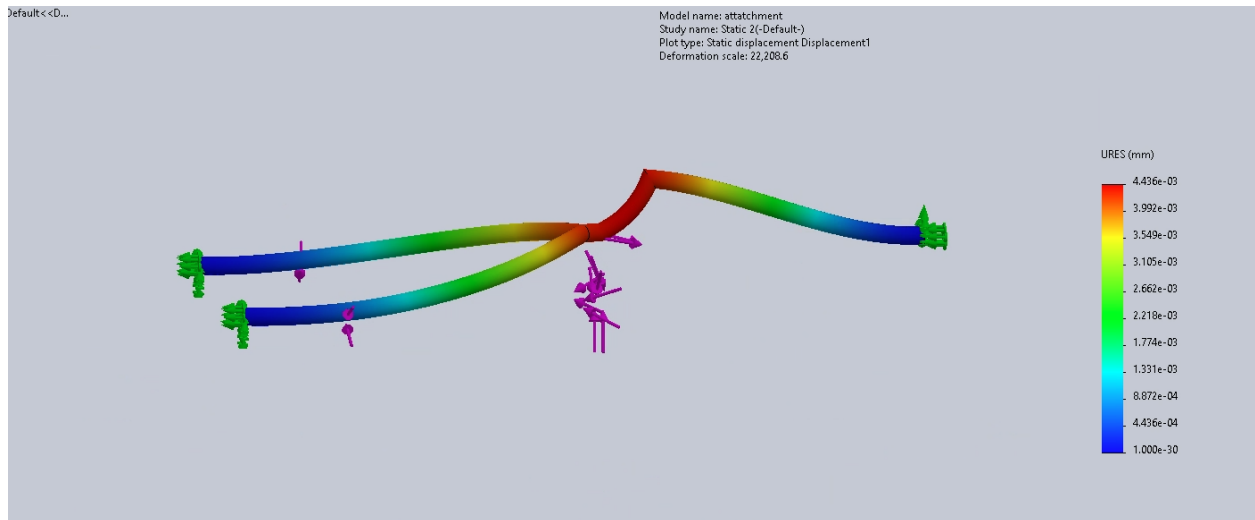 Default<<D...
Model name: attatchment
Study name: Static 2(-Default-)
Plot type: Static displacement Displacement1
Deformation scale: 22,208.6
URES (mm)
4.436e-03
3.992e-03
3.549e-03
3.105e-03
2.662e-03
2.218e-03
1.774e-03
1.331e-03
8.872e-04
4.436e-04
1.000e-30